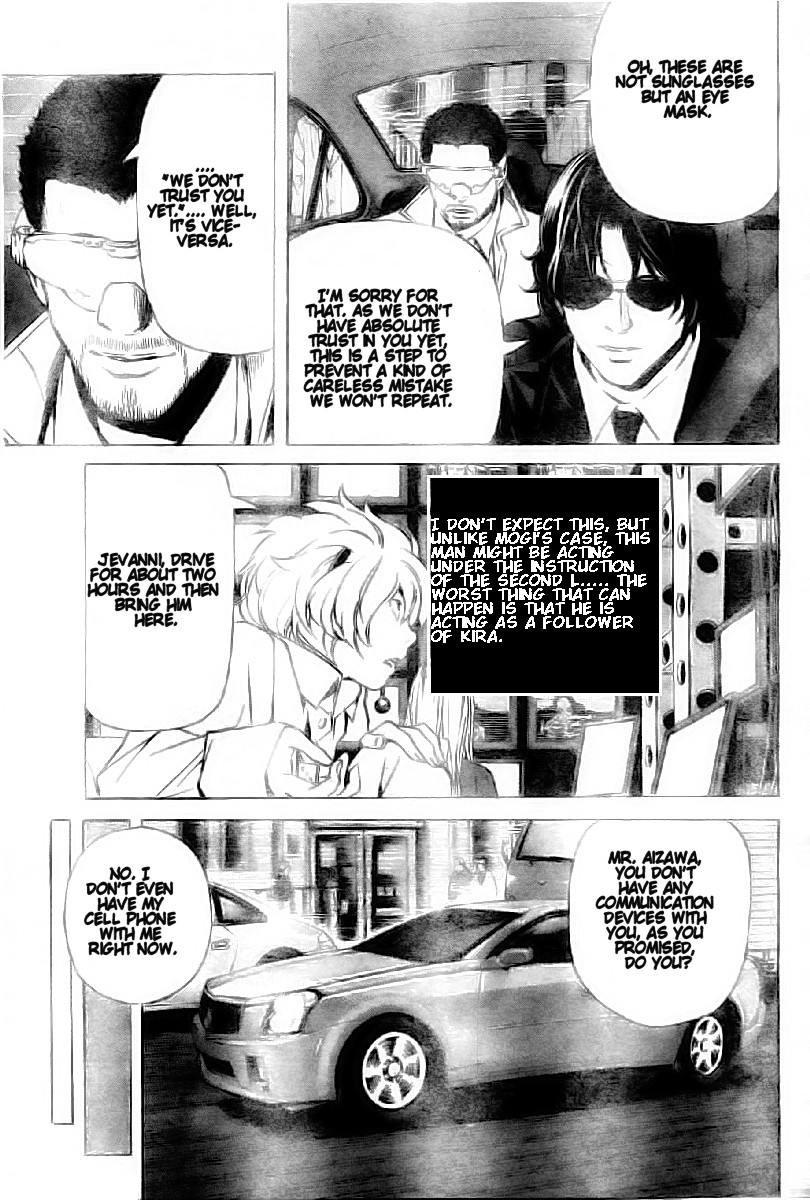 OH, THESE ARE
NOT SUNGLASSES
BUT AN EYE
MASK.
I'M SORRY FOR
THAT. AS WE DON'T
HAVE ABSOLUTE
TRUST IN YOU YET,
THIS IS A STEP TO
PREVENT A KIND OF
CARELESS MISTAKE
WE WON'T REPEAT.
....
"WE DON'T
TRUST YOU
YET.".... WELL,
IT'S VICE-
VERSA.
I DON'T EXPECT THIS, BUT
UNLIKE MOGI'S CASE, THIS
MAN MIGHT BE ACTING
UNDER THE INSTRUCTION
OF THE SECOND L..... THE
WORST THING THAT CAN
HAPPEN IS THAT HE IS
ACTING AS A FOLLOWER
OF KIRA.
JEVANNI, DRIVE
FOR ABOUT TWO
HOURS AND THEN
BRING HIM
HERE.
MR. AIZAWA,
YOU DON'T
HAVE ANY
COMMUNICATION
DEVICES WITH
YOU, AS YOU
PROMISED,
DO YOU?
NO. I
DON'T EVEN
HAVE MY
CELL PHONE
WITH ME
RIGHT NOW.